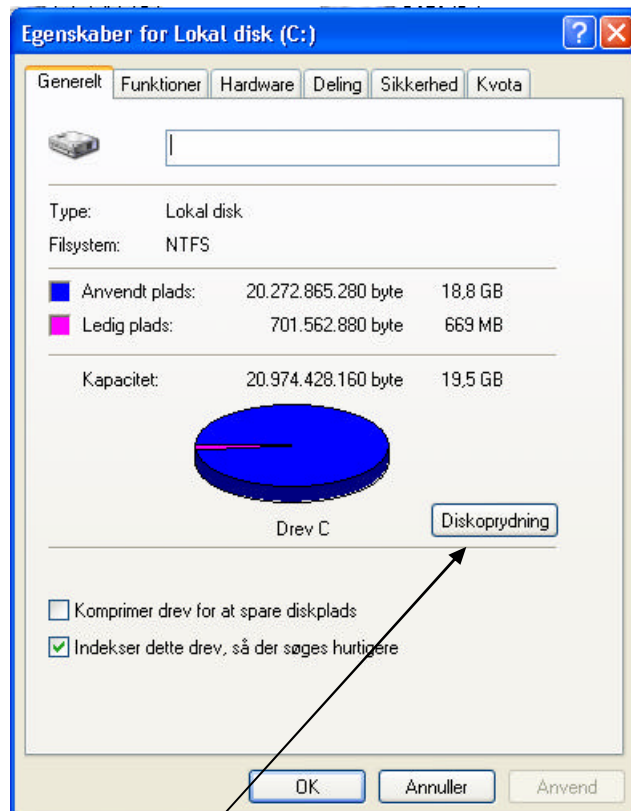 Egenskaber for Lokal disk (C:)
Generelt Funktioner Hardware Deling Sikkerhed Kvota
Type: Lokal disk
Filsystem: NTFS
Anvendt plads: 20.272.865.280 byte 18,8 GB
Ledig plads: 701.562.880 byte 669 MB
Kapacitet: 20.974.428.160 byte 19,5 GB
Drev C
Diskoprydning
Komprimer drev for at spare diskplads
Indekser dette drev, så der søges hurtigere
OK Annuller Anvend